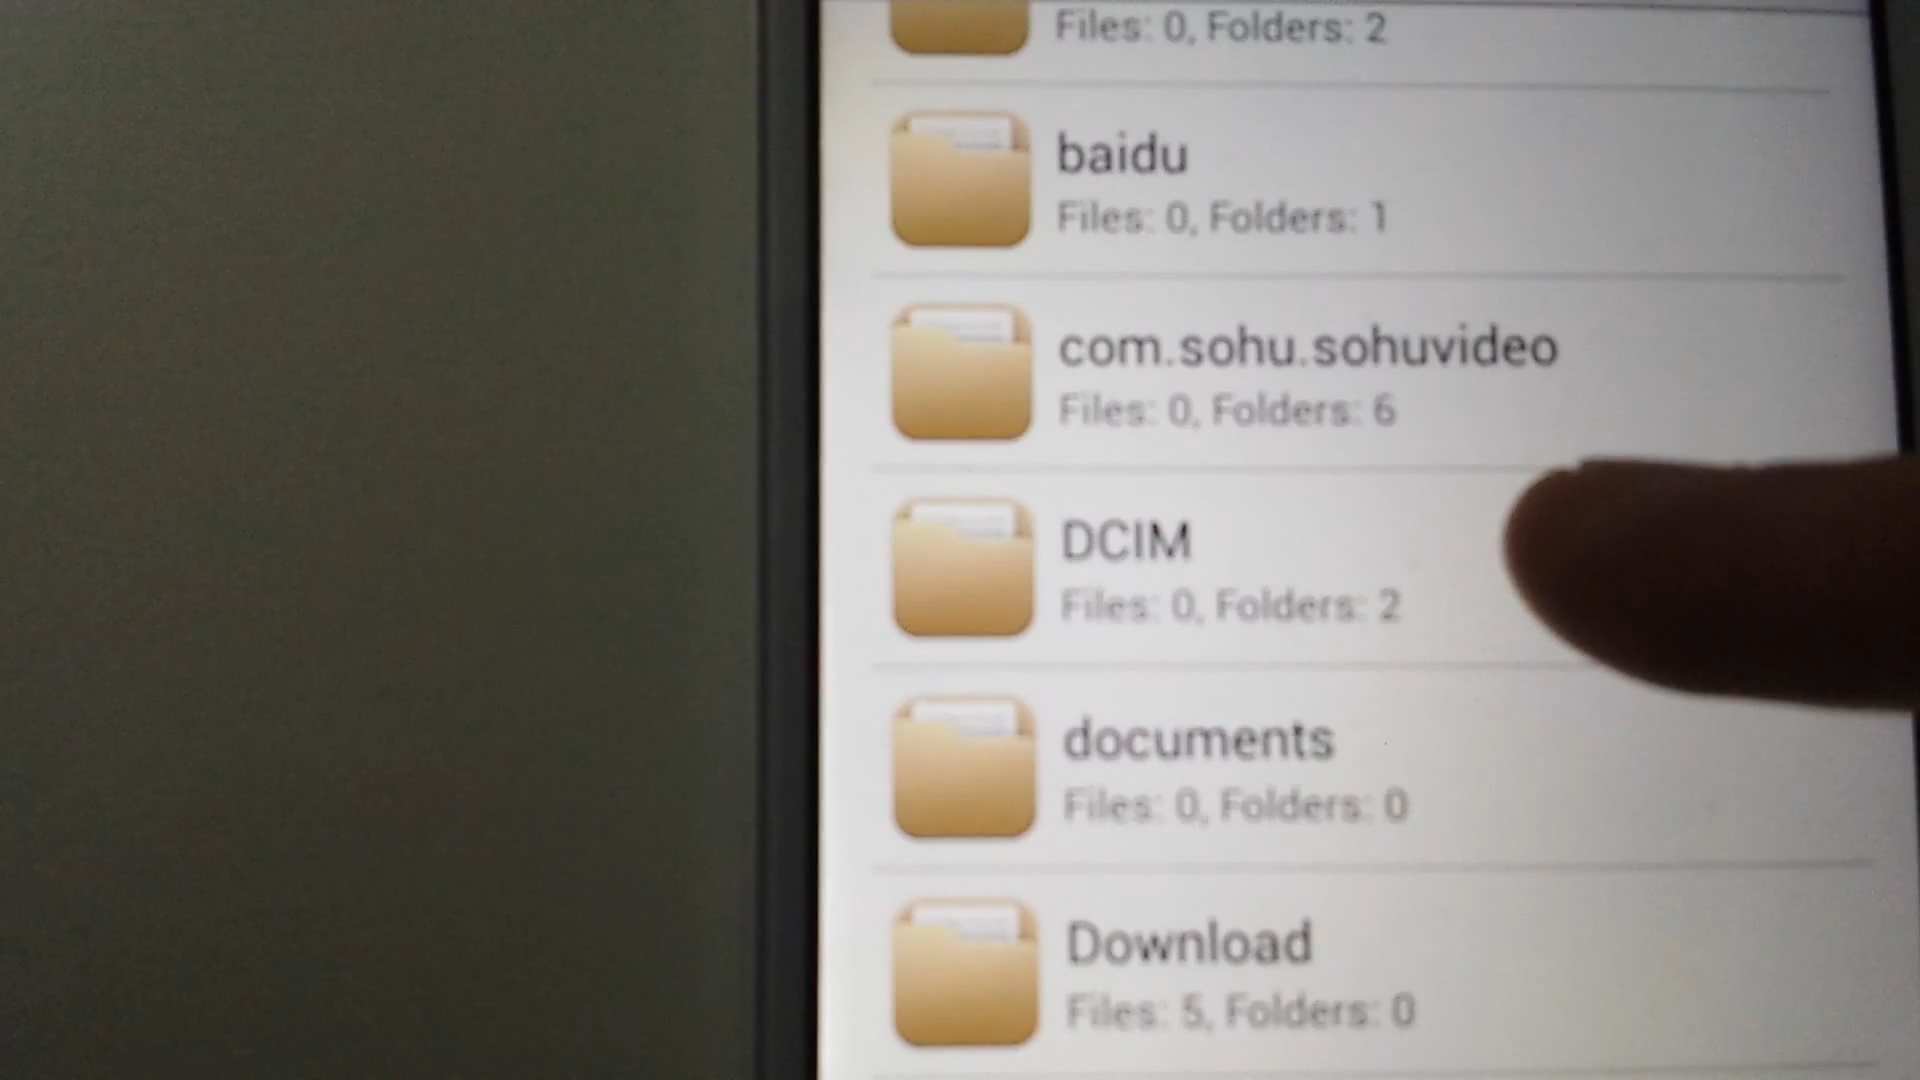 Files: 0, Folders: 2
baidu
Files: 0, Folders: 1
com.sohu.sohuvideo
Files: 0, Folders: 6
DCIM
Files: 0, Folders: 2
documents
Files: 0, Folders: 0
Download
Files: 5, Folders: 0